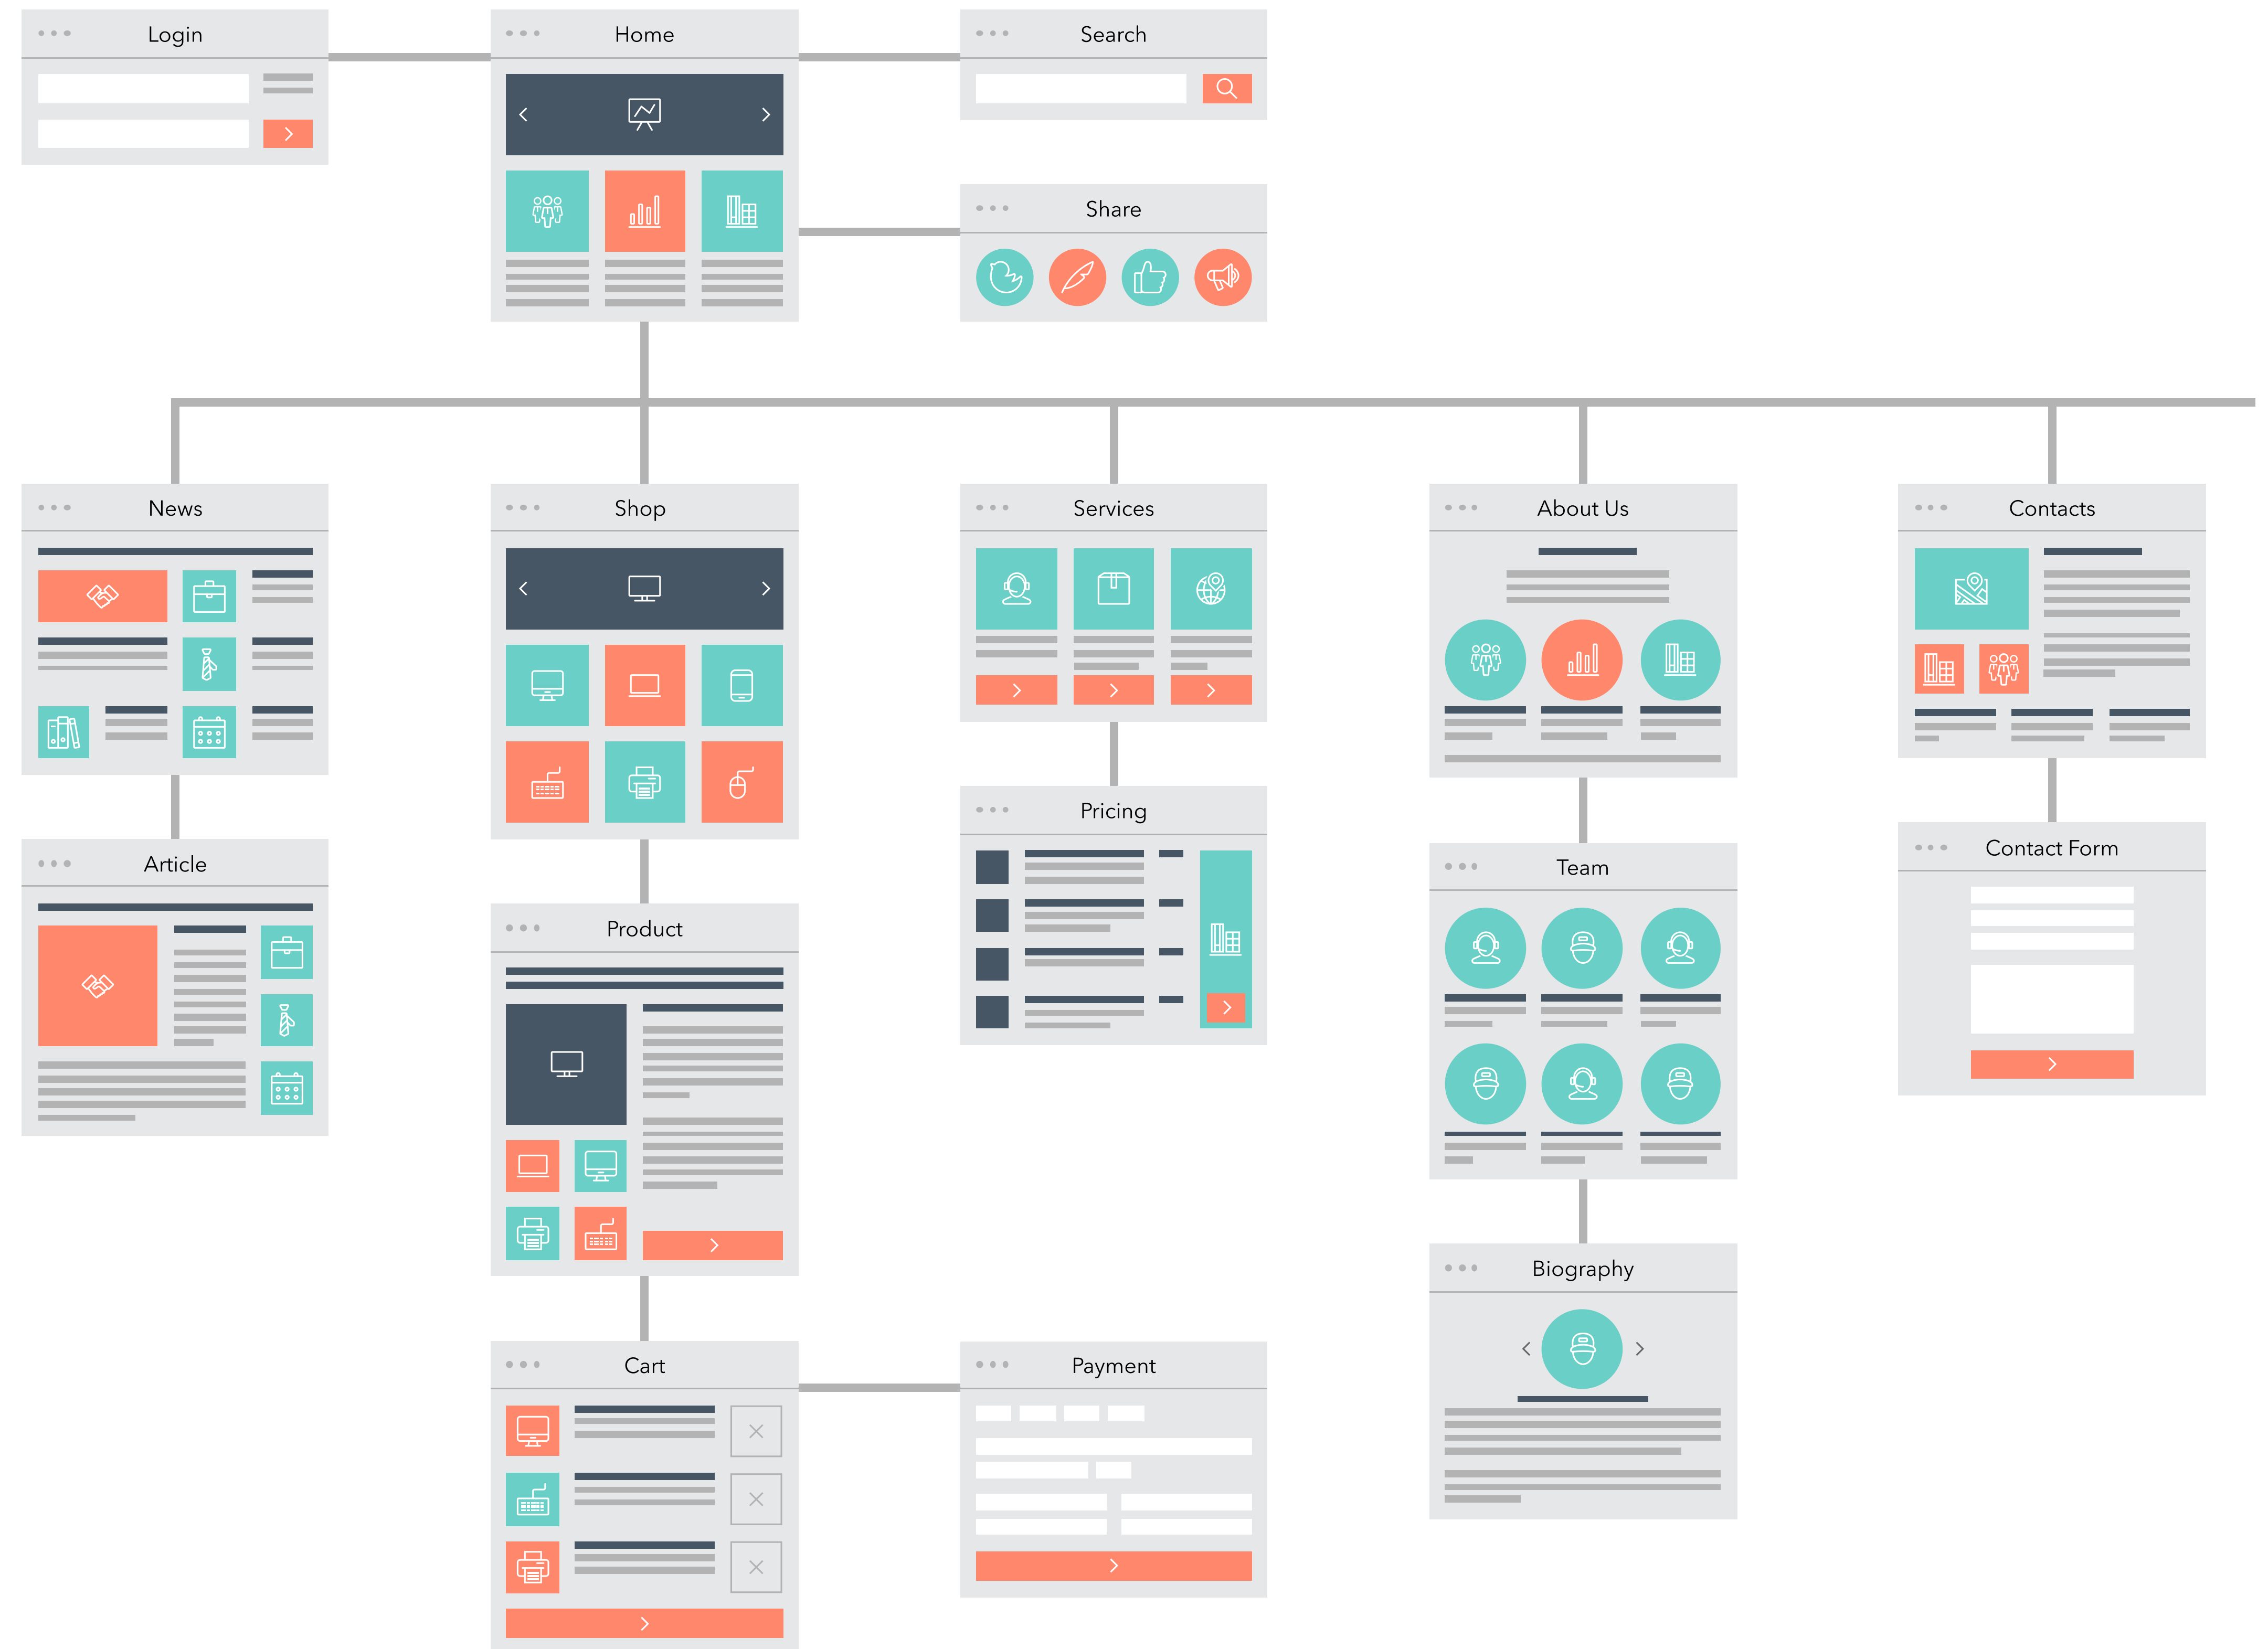 Login
Home
Search
Share
News
Shop
Services
About Us
Contacts
Pricing
Contact Form
Article
Team
Product
Biography
Cart
Payment